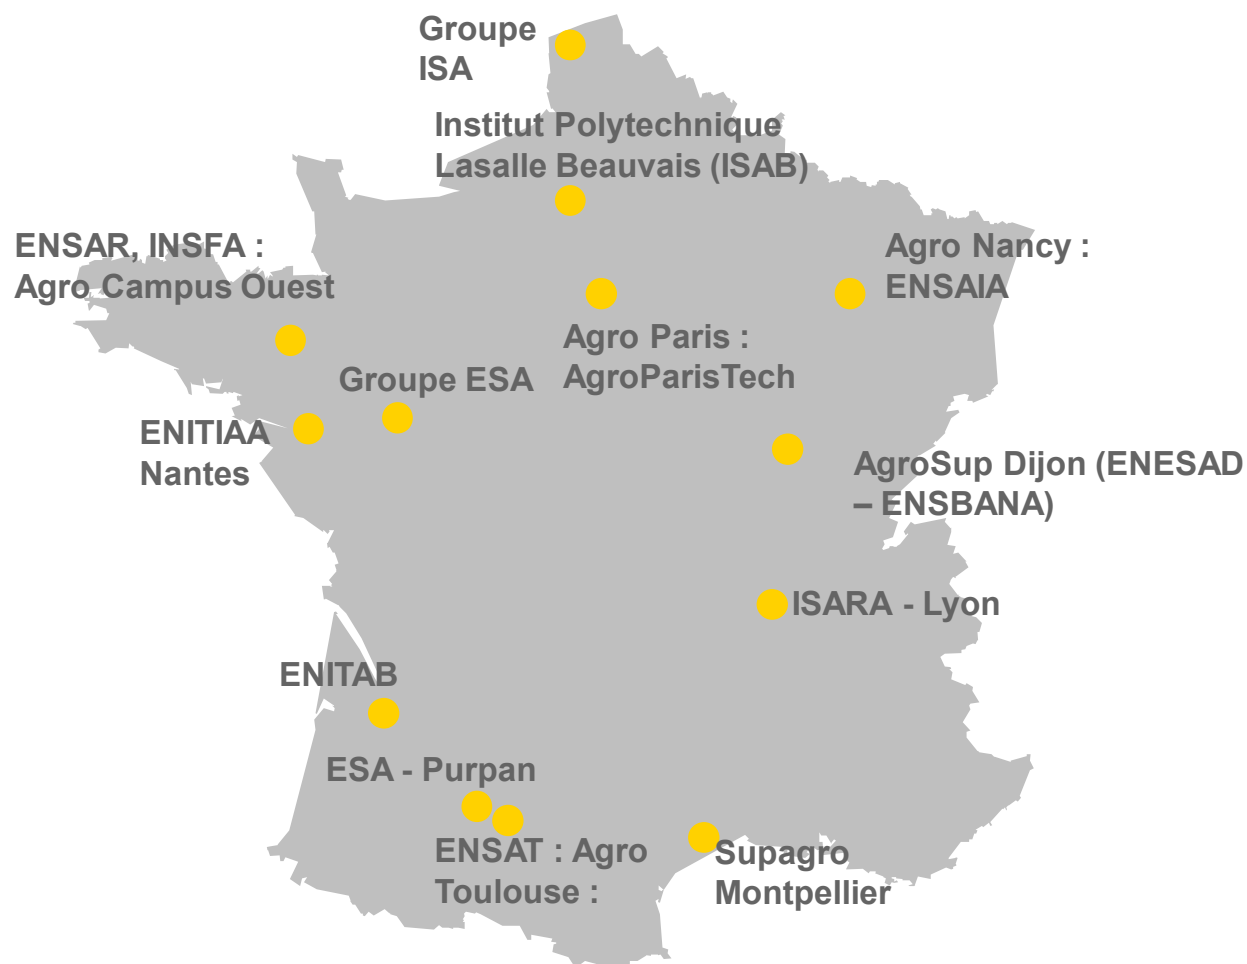 Groupe
ISA
Institut Polytechnique
Lasalle Beauvais (ISAB)
ENSAR, INSFA :
Agro Campus Ouest
Agro Nancy :
ENSAIA
Agro Paris :
AgroParisTech
Groupe ESA
ENITIAA
Nantes
AgroSup Dijon (ENESAD
– ENSBANA)
ISARA - Lyon
ENITAB
ESA - Purpan
ENSAT : Agro
Toulouse :
Supagro
Montpellier